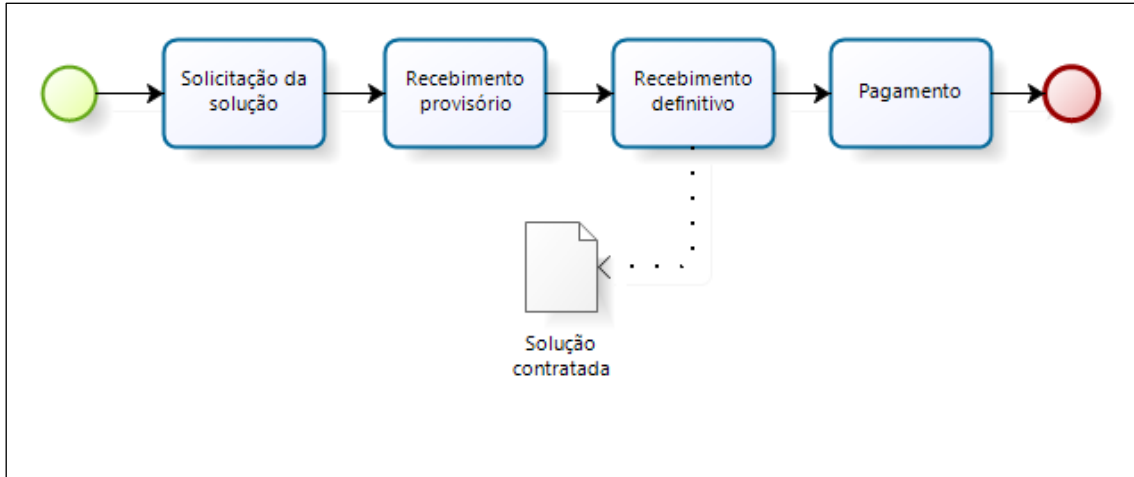 Solicitação da
solução
Recebimento
provisório
Recebimento
definitivo
Pagamento
Solução
contratada